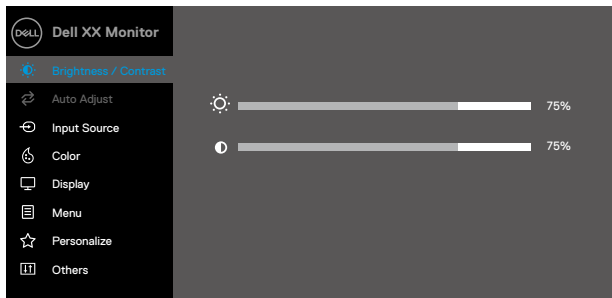 DELL
Dell XX Monitor
Brightness / Contrast
Auto Adjust
Input Source
Color
Display
Menu
Personalize
Others
75%
75%